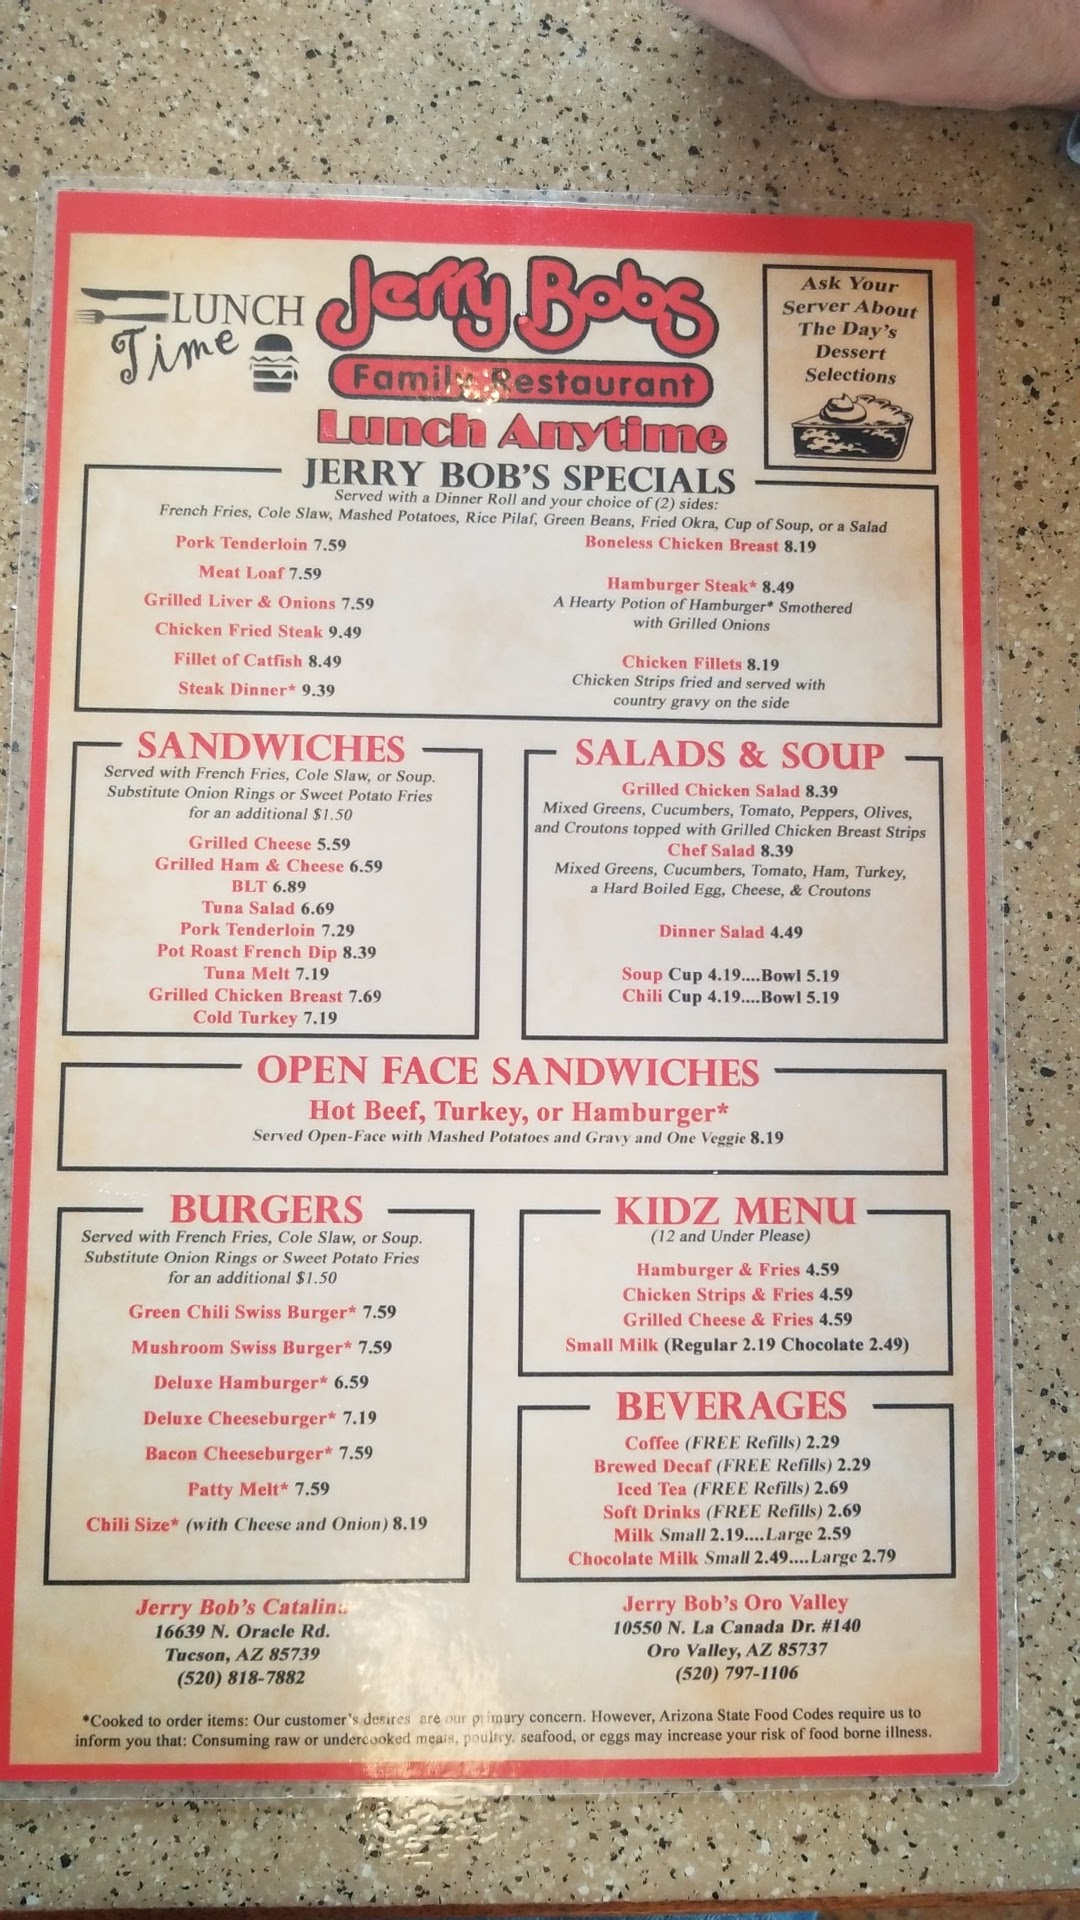 LUNCH
Time
Jerry Bobs
Family Restaurant
Lunch Anytime
Ask Your
Server About
The Day's
Dessert
Selections
JERRY BOB'S SPECIALS
Served with a Dinner Roll and your choice of (2) sides:
French Fries, Cole Slaw, Mashed Potatoes, Rice Pilaf, Green Beans, Fried Okra, Cup of Soup, or a Salad
Pork Tenderloin 7.59
Meat Loaf 7.59
Grilled Liver & Onions 7.59
Chicken Fried Steak 9.49
Fillet of Catfish 8.49
Steak Dinner* 9.39
Boneless Chicken Breast 8.19
Hamburger Steak* 8.49
A Hearty Potion of Hamburger* Smothered
with Grilled Onions
Chicken Fillets 8.19
Chicken Strips fried and served with
country gravy on the side
SANDWICHES
Served with French Fries, Cole Slaw, or Soup.
Substitute Onion Rings or Sweet Potato Fries
for an additional $1.50
Grilled Cheese 5.59
Grilled Ham & Cheese 6.59
BLT 6.89
Tuna Salad 6.69
Pork Tenderloin 7.29
Pot Roast French Dip 8.39
Tuna Melt 7.19
Grilled Chicken Breast 7.69
Cold Turkey 7.19
SALADS & SOUP
Grilled Chicken Salad 8.39
Mixed Greens, Cucumbers, Tomato, Peppers, Olives,
and Croutons topped with Grilled Chicken Breast Strips
Chef Salad 8.39
Mixed Greens, Cucumbers, Tomato, Ham, Turkey,
a Hard Boiled Egg, Cheese, & Croutons
Dinner Salad 4.49
Soup Cup 4.19....Bowl 5.19
Chili Cup 4.19....Bowl 5.19
OPEN FACE SANDWICHES
Hot Beef, Turkey, or Hamburger*
Served Open-Face with Mashed Potatoes and Gravy and One Veggie 8.19
BURGERS
Served with French Fries, Cole Slaw, or Soup.
Substitute Onion Rings or Sweet Potato Fries
for an additional $1.50
Green Chili Swiss Burger* 7.59
Mushroom Swiss Burger* 7.59
Deluxe Hamburger* 6.59
Deluxe Cheeseburger* 7.19
Bacon Cheeseburger* 7.59
Patty Melt* 7.59
Chili Size* (with Cheese and Onion) 8.19
KIDZ MENU
(12 and Under Please)
Hamburger & Fries 4.59
Chicken Strips & Fries 4.59
Grilled Cheese & Fries 4.59
Small Milk (Regular 2.19 Chocolate 2.49)
BEVERAGES
Coffee (FREE Refills) 2.29
Brewed Decaf (FREE Refills) 2.29
Iced Tea (FREE Refills) 2.69
Soft Drinks (FREE Refills) 2.69
Milk Small 2.19....Large 2.59
Chocolate Milk Small 2.49....Large 2.79
Jerry Bob's Catalina
16639 N. Oracle Rd.
Tucson, AZ 85739
(520) 818-7882
Jerry Bob's Oro Valley
10550 N. La Canada Dr. #140
Oro Valley, AZ 85737
(520) 797-1106
*Cooked to order items: Our customer's desires are our primary concern. However, Arizona State Food Codes require us to
inform you that: Consuming raw or undercooked meats, poultry, seafood, or eggs may increase your risk of food borne illness.